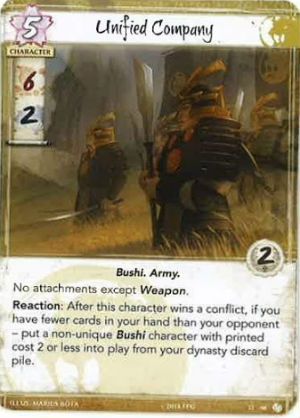 Unified Company
5
CHARACTER
6
2
2
Bushi. Army.
No attachments except Weapon.
Reaction: After this character wins a conflict, if you
have fewer cards in your hand than your opponent
– put a non-unique Bushi character with printed
cost 2 or less into play from your dynasty discard
pile.
ILLUS. MARIUS BOTA
2018 FFG